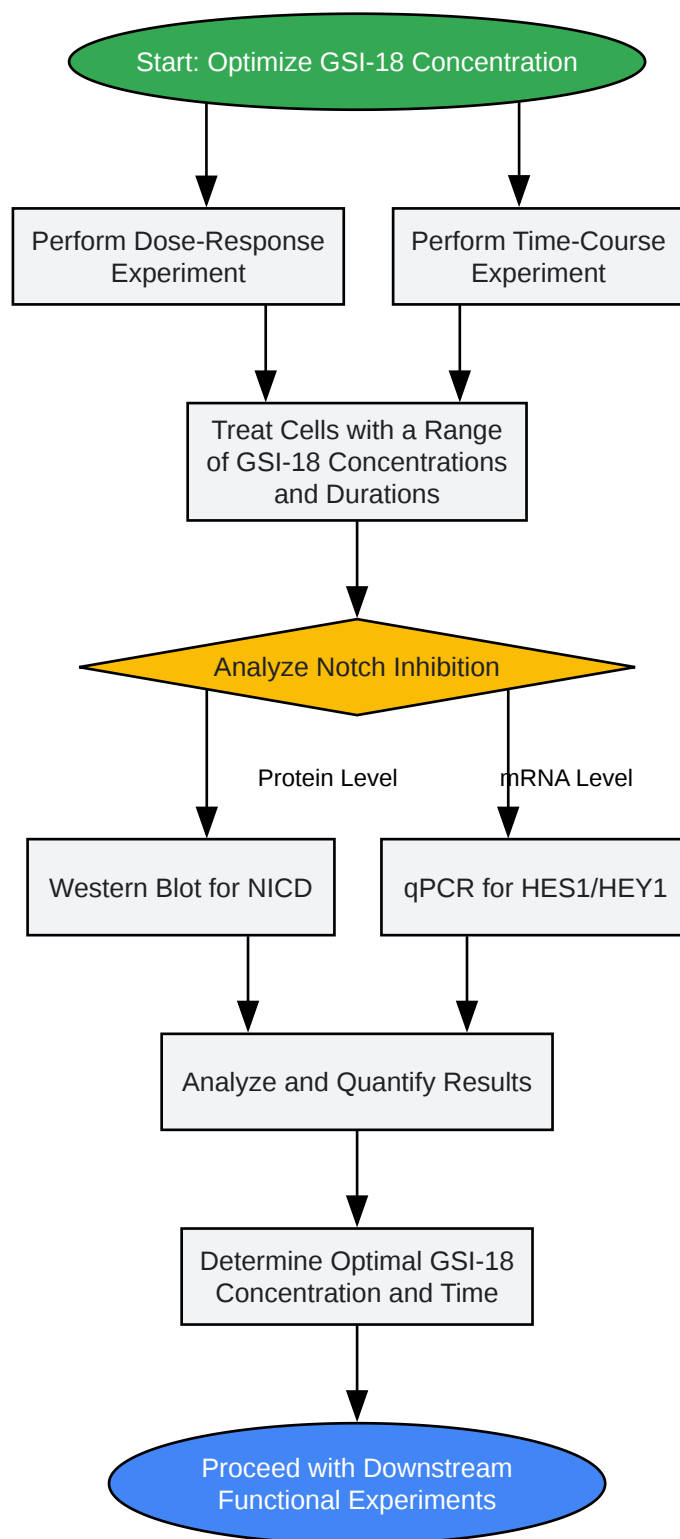 Start: Optimize GSI-18 Concentration
Perform Dose-Response
Experiment
Perform Time-Course
Experiment
Treat Cells with a Range
of GSI-18 Concentrations
and Durations
Analyze Notch Inhibition
Protein Level
mRNA Level
Western Blot for NICD
qPCR for HES1/HEY1
Analyze and Quantify Results
Determine Optimal GSI-18
Concentration and Time
Proceed with Downstream
Functional Experiments